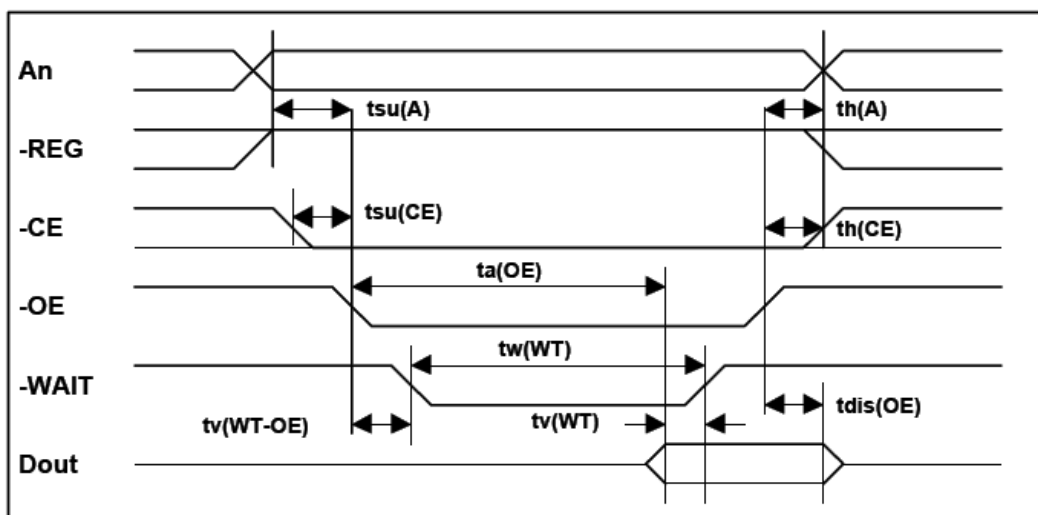 An
tsu(A)
th(A)
-REG
tsu(CE)
-CE
th(CE)
ta(OE)
-OE
tw(WT)
-WAIT
tdis(OE)
tv(WT-OE)
tv(WT)
Dout